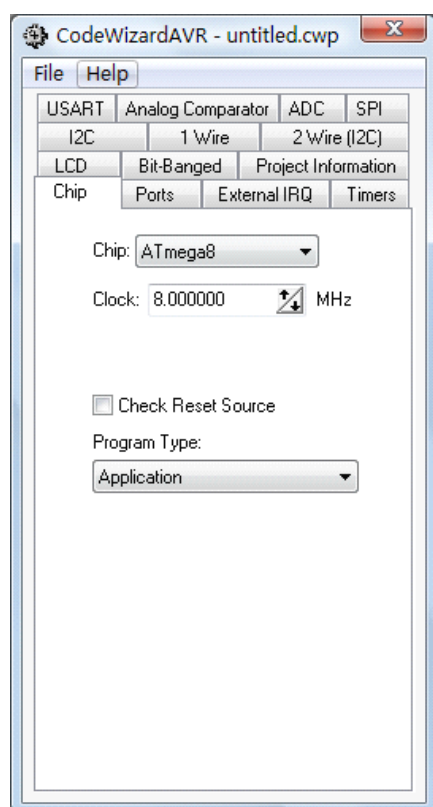 CodeWizardAVR - untitled.cwp
File Help
USART Analog Comparator ADC SPI
I2C 1 Wire 2 Wire (I2C)
LCD Bit-Banged Project Information
Chip Ports External IRQ Timers
Chip: ATmega8
Clock: 8.000000 MHz
Check Reset Source
Program Type:
Application